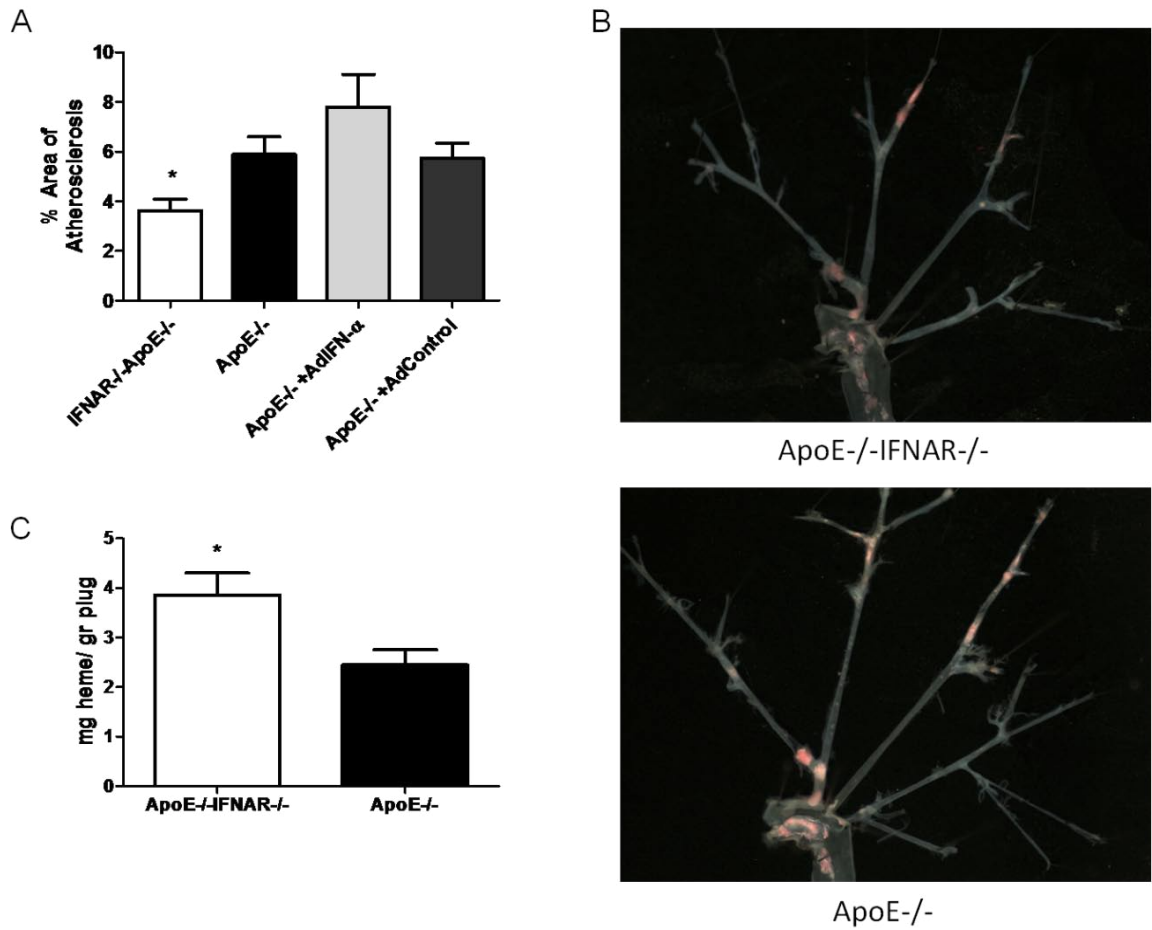 A
10
8
6
4
2
0
% Area of
Atherosclerosis
*
IFNAR-/-ApoE-/-
ApoE-/-
ApoE-/- +AdIFN-α
ApoE-/- +AdControl
B
ApoE-/-IFNAR-/-
ApoE-/-
C
5
4
3
2
1
0
mg heme/ gr plug
*
ApoE-/-IFNAR-/-
ApoE-/-